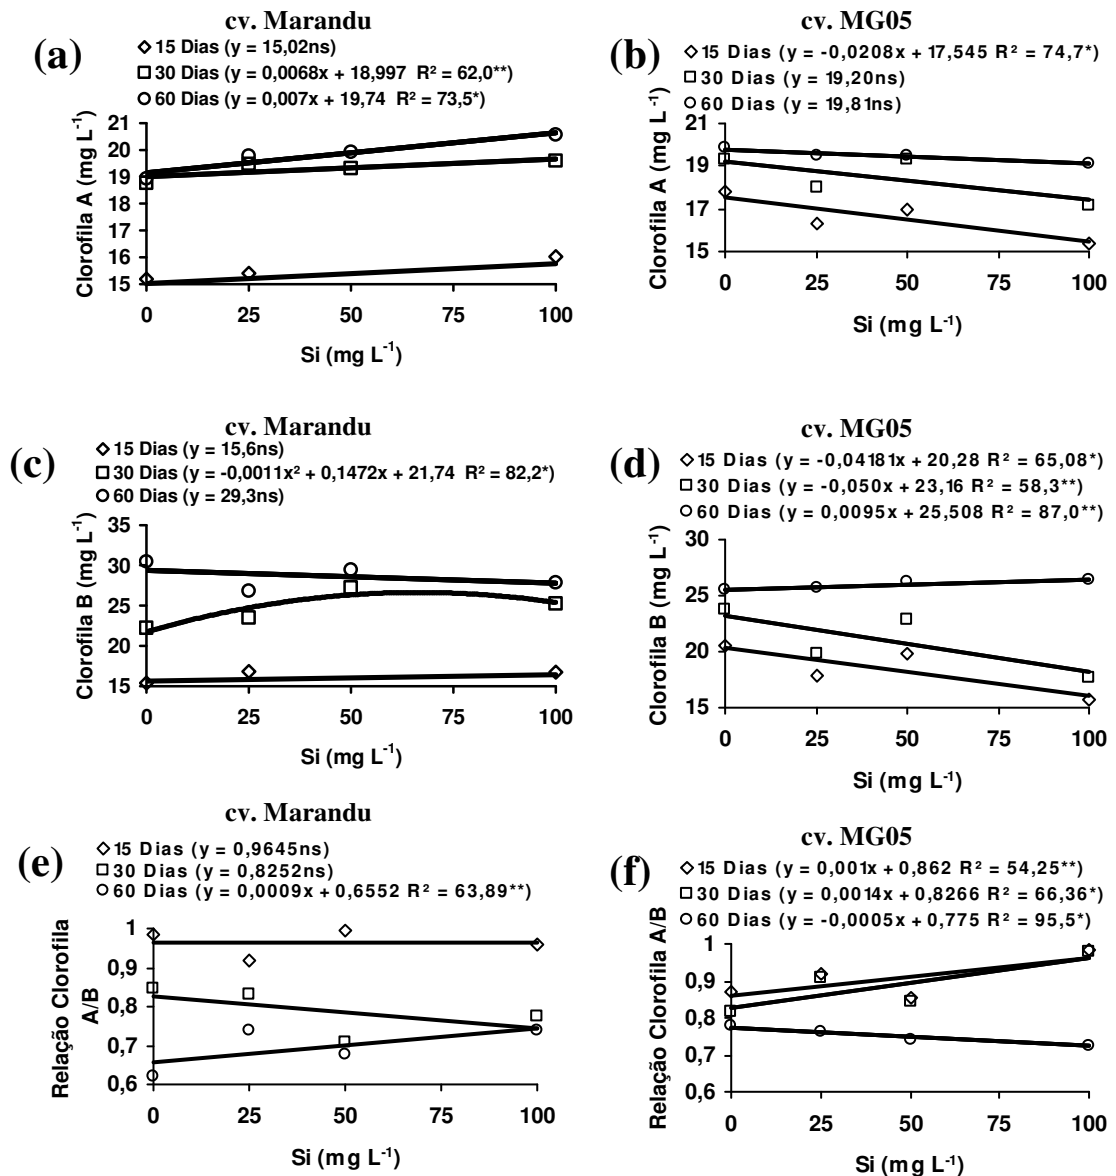 cv. Marandu
(a)
15 Dias (y = 15,02ns)
30 Dias (y = 0,0068x + 18,997 R² = 62,0**)
60 Dias (y = 0,007x + 19,74 R² = 73,5*)
Clorofila A (mg L⁻¹)
21
20
19
18
17
16
15
0 25 50 75 100
Si (mg L⁻¹)
cv. MG05
(b)
15 Dias (y = -0,0208x + 17,545 R² = 74,7*)
30 Dias (y = 19,20ns)
60 Dias (y = 19,81ns)
Clorofila A (mg L⁻¹)
21
19
17
15
0 25 50 75 100
Si (mg L⁻¹)
cv. Marandu
(c)
15 Dias (y = 15,6ns)
30 Dias (y = -0,0011x² + 0,1472x + 21,74 R² = 82,2*)
60 Dias (y = 29,3ns)
Clorofila B (mg L⁻¹)
35
30
25
20
15
0 25 50 75 100
Si (mg L⁻¹)
cv. MG05
(d)
15 Dias (y = -0,04181x + 20,28 R² = 65,08*)
30 Dias (y = -0,050x + 23,16 R² = 58,3**)
60 Dias (y = 0,0095x + 25,508 R² = 87,0**)
Clorofila B (mg L⁻¹)
30
25
20
15
0 25 50 75 100
Si (mg L⁻¹)
cv. Marandu
(e)
15 Dias (y = 0,9645ns)
30 Dias (y = 0,8252ns)
60 Dias (y = 0,0009x + 0,6552 R² = 63,89**)
Relação Clorofila
A/B
1
0,9
0,8
0,7
0,6
0 25 50 75 100
Si (mg L⁻¹)
cv. MG05
(f)
15 Dias (y = 0,001x + 0,862 R² = 54,25**)
30 Dias (y = 0,0014x + 0,8266 R² = 66,36*)
60 Dias (y = -0,0005x + 0,775 R² = 95,5*)
Relação Clorofila A/B
1
0,9
0,8
0,7
0,6
0 25 50 75 100
Si (mg L⁻¹)